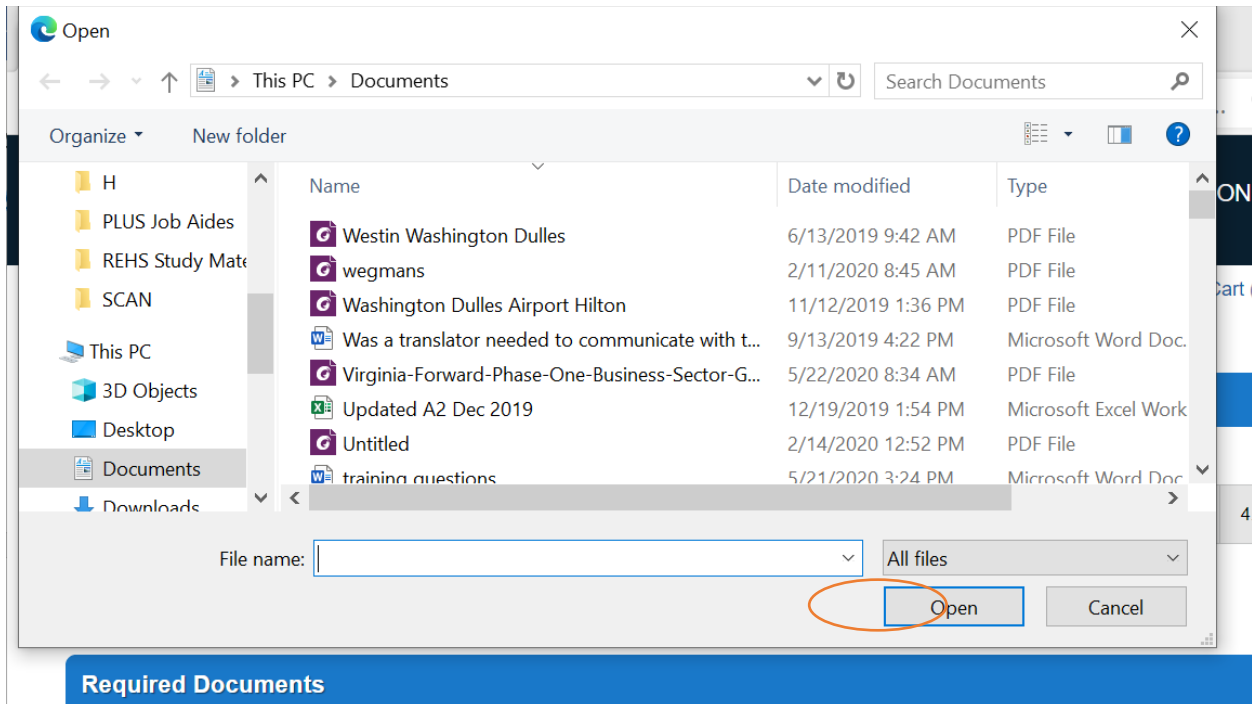 Open
This PC > Documents
Search Documents
Organize
New folder
?
H
PLUS Job Aides
REHS Study Mate
SCAN
This PC
3D Objects
Desktop
Documents
Downloads
Name Date modified Type
Westin Washington Dulles 6/13/2019 9:42 AM PDF File
wegmans 2/11/2020 8:45 AM PDF File
Washington Dulles Airport Hilton 11/12/2019 1:36 PM PDF File
Was a translator needed to communicate with t... 9/13/2019 4:22 PM Microsoft Word Doc.
Virginia-Forward-Phase-One-Business-Sector-G... 5/22/2020 8:34 AM PDF File
Updated A2 Dec 2019 12/19/2019 1:54 PM Microsoft Excel Work
Untitled 2/14/2020 12:52 PM PDF File
training questions 5/21/2020 3:24 PM Microsoft Word Doc
File name:
All files
Open
Cancel
ON
Cart (
4
Required Documents